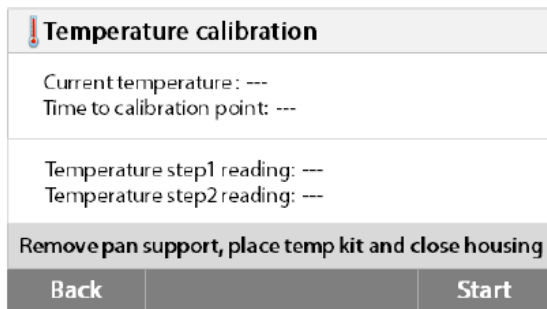 Temperature calibration
Current temperature: ---
Time to calibration point: ---
Temperature step1 reading: ---
Temperature step2 reading: ---
Remove pan support, place temp kit and close housing
Back Start